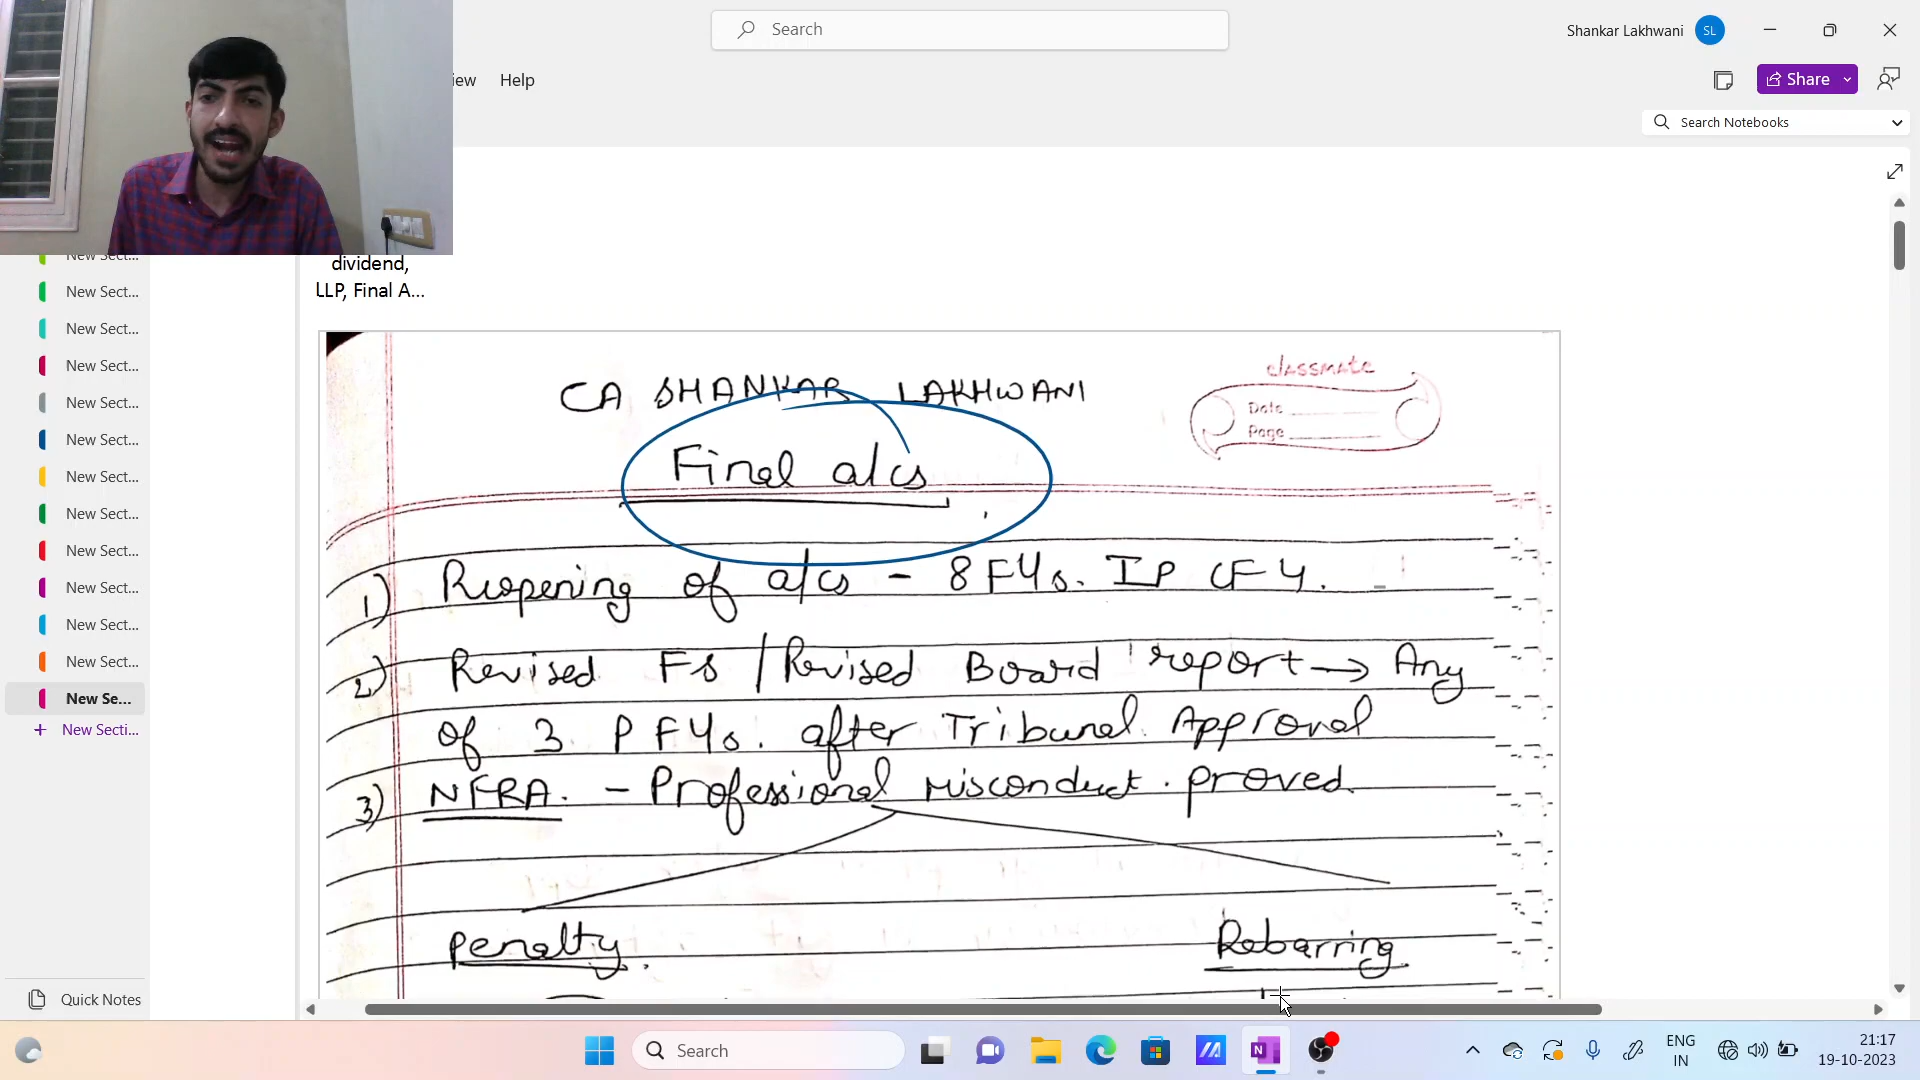 Search
Shankar Lakhwani
SL
iew
Help
Share
Search Notebooks
dividend,
LLP, Final A...
New Sect...
New Sect...
New Sect...
New Sect...
New Sect...
New Sect...
New Sect...
New Sect...
New Sect...
New Sect...
New Sect...
New Sect...
New Se...
+ New Secti...
Quick Notes
CA SHANKAR LAKHWANI
classmate
Date
Page
Final a/cs
1) Reopening of a/cs - 8 FYs. IP CFY.
2) Revised FS / Revised Board report → Any
of 3 PFYs. after Tribunal Approval
3) NFRA. - Professional misconduct. proved.
Penalty.
Rebarring
Search
ENG
IN
21:17
19-10-2023